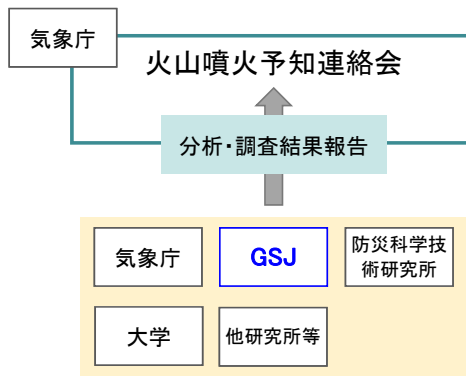 気象庁
火山噴火予知連絡会
分析・調査結果報告
気象庁
GSJ
防災科学技
術研究所
大学
他研究所等